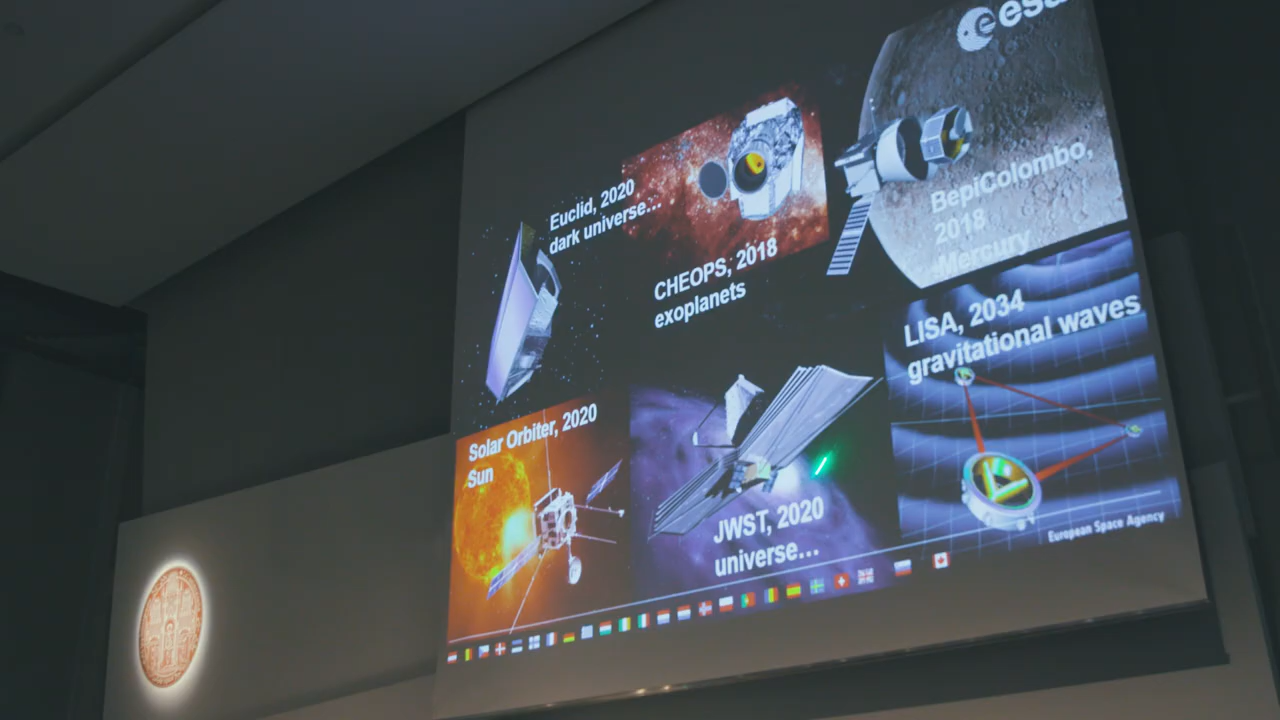 esa
Euclid, 2020
dark universe...
CHEOPS, 2018
exoplanets
BepiColombo,
2018
Mercury
LISA, 2034
gravitational waves
Solar Orbiter, 2020
Sun
JWST, 2020
universe...
European Space Agency